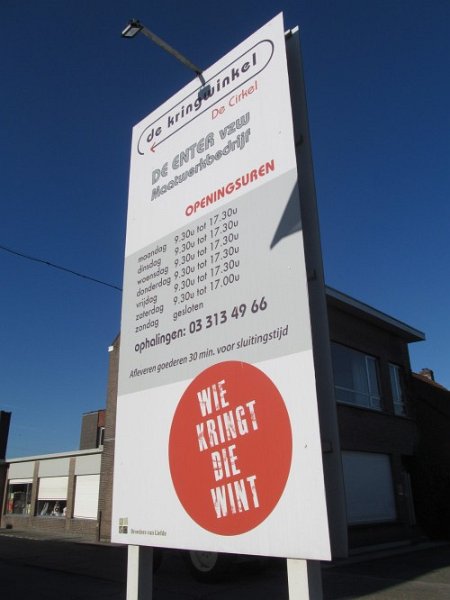 de kringwinkel
De Cirkel
DE ENTER VZW
Maatwerkbedrijf
OPENINGSUREN
maandag 9.30u tot 17.30u
dinsdag 9.30u tot 17.30u
woensdag 9.30u tot 17.30u
donderdag 9.30u tot 17.30u
vrijdag 9.30u tot 17.30u
zaterdag 9.30u tot 17.00u
zondag gesloten
ophalingen: 03 313 49 66
Afleveren goederen 30 min. voor sluitingstijd
WIE
KRINGT
DIE
WINT
Broeders van Liefde